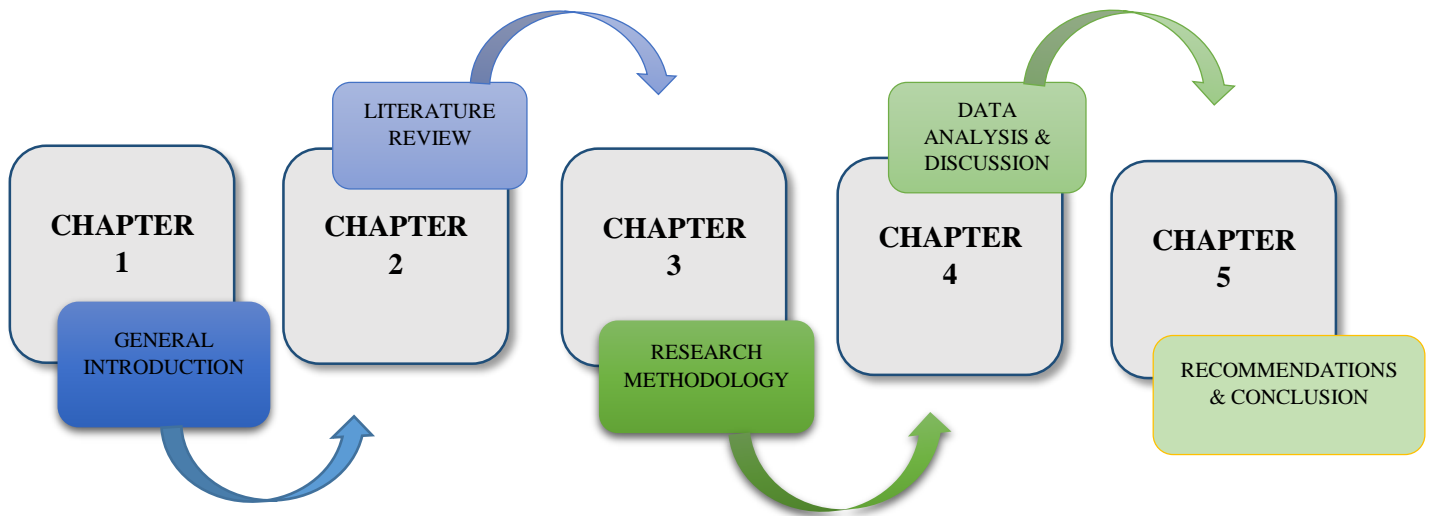 CHAPTER
1
GENERAL
INTRODUCTION
LITERATURE
REVIEW
CHAPTER
2
CHAPTER
3
RESEARCH
METHODOLOGY
DATA
ANALYSIS &
DISCUSSION
CHAPTER
4
CHAPTER
5
RECOMMENDATIONS
& CONCLUSION